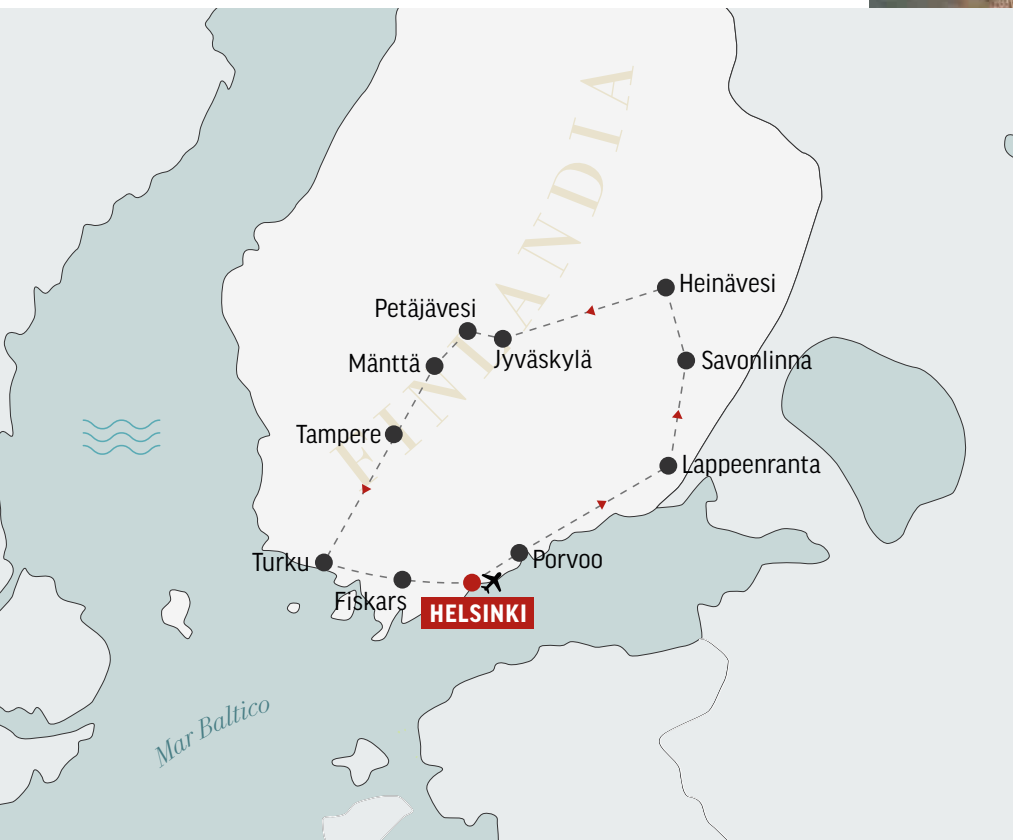 FINLANDIA
Heinävesi
Petäjävesi
Jyväskylä
Mänttä
Savonlinna
Tampere
Lappeenranta
Turku
Porvoo
Fiskars
HELSINKI
Mar Baltico